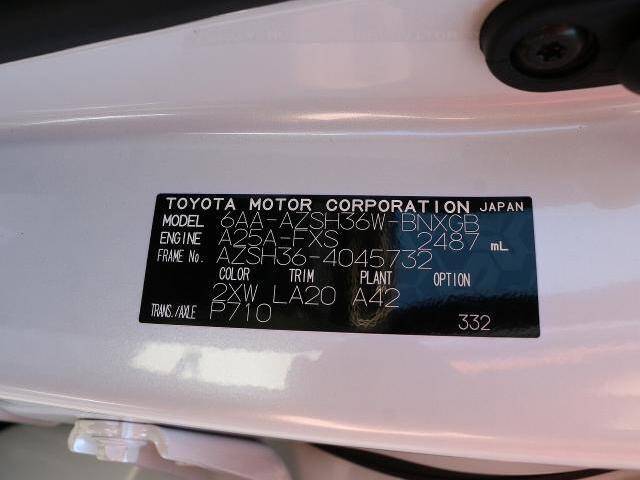 TOYOTA MOTOR CORPORATION JAPAN
MODEL 6AA-AZSH36W-BNXGB
ENGINE A25A-FXS 2487 mL
FRAME No. AZSH36-4045732
COLOR TRIM PLANT OPTION
2XW LA20 A42
TRANS./AXLE P710 332